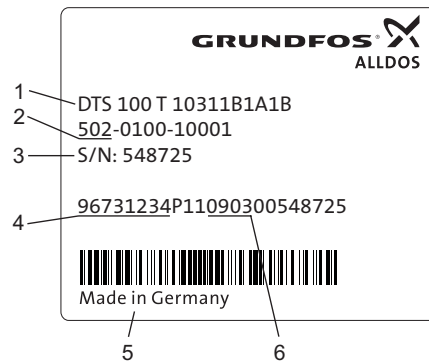 GRUNDFOS
ALLDOS
1
DTS 100 T 10311B1A1B
2
502-0100-10001
3
S/N: 548725
4
96731234P11090300548725
Made in Germany
5
6